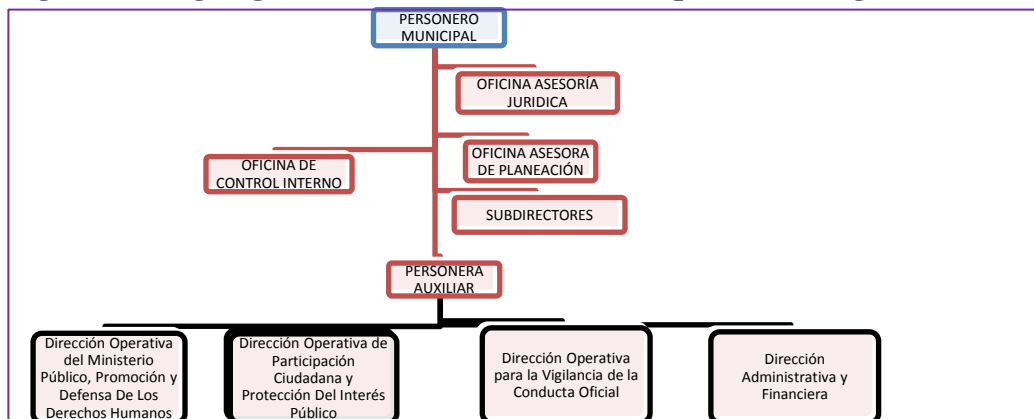 PERSONERO
MUNICIPAL
OFICINA ASESORÍA
JURIDICA
OFICINA DE
CONTROL INTERNO
OFICINA ASESORA
DE PLANEACIÓN
SUBDIRECTORES
PERSONERA
AUXILIAR
Dirección Operativa
del Ministerio
Público, Promoción y
Defensa De Los
Derechos Humanos
Dirección Operativa de
Participación
Ciudadana y
Protección Del Interés
Público
Dirección Operativa
para la Vigilancia de la
Conducta Oficial
Dirección
Administrativa y
Financiera